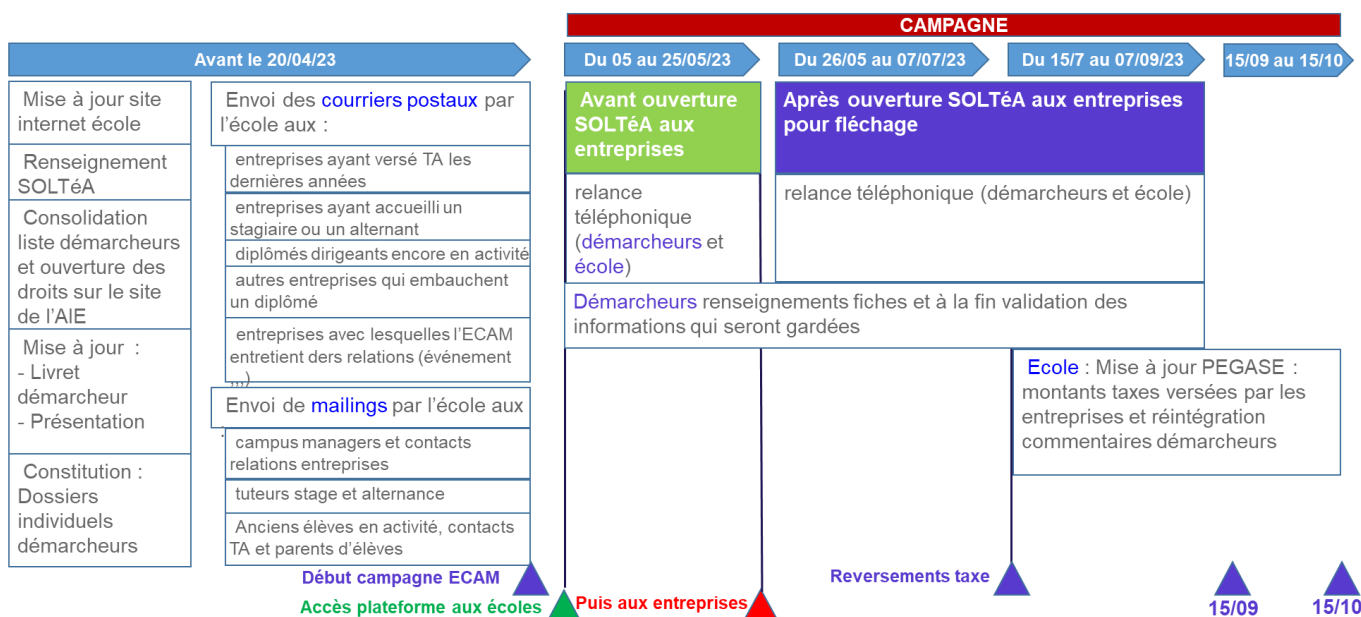 CAMPAGNE
Avant le 20/04/23
Du 05 au 25/05/23
Du 26/05 au 07/07/23
Du 15/7 au 07/09/23
15/09 au 15/10
Mise à jour site
internet école
Renseignement
SOLTéA
Consolidation
liste démarcheurs
et ouverture des
droits sur le site
de l'AIE
Mise à jour :
- Livret
démarcheur
- Présentation
Constitution :
Dossiers
individuels
démarcheurs
Envoi des courriers postaux par
l'école aux :
entreprises ayant versé TA les
dernières années
entreprises ayant accueilli un
stagiaire ou un alternant
diplômés dirigeants encore en activité
autres entreprises qui embauchent
un diplômé
entreprises avec lesquelles l'ECAM
entretient ders relations (événement
,,,)
Envoi de mailings par l'école aux
:
campus managers et contacts
relations entreprises
tuteurs stage et alternance
Anciens élèves en activité, contacts
TA et parents d'élèves
Avant ouverture
SOLTéA aux
entreprises
Après ouverture SOLTéA aux entreprises
pour fléchage
relance
téléphonique
(démarcheurs et
école)
relance téléphonique (démarcheurs et école)
Démarcheurs renseignements fiches et à la fin validation des
informations qui seront gardées
Ecole : Mise à jour PEGASE :
montants taxes versées par les
entreprises et réintégration
commentaires démarcheurs
Début campagne ECAM
Accès plateforme aux écoles
Puis aux entreprises
Reversements taxe
15/09
15/10